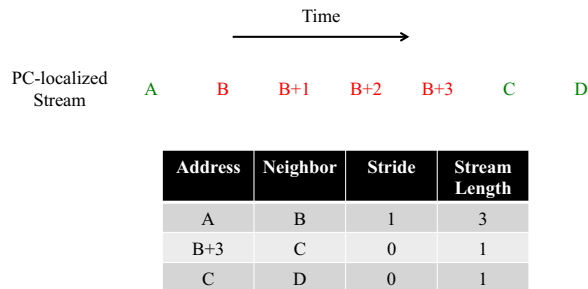 Time
PC-localized
Stream
A B B+1 B+2 B+3 C D
Address Neighbor Stride Stream
Length
A B 1 3
B+3 C 0 1
C D 0 1